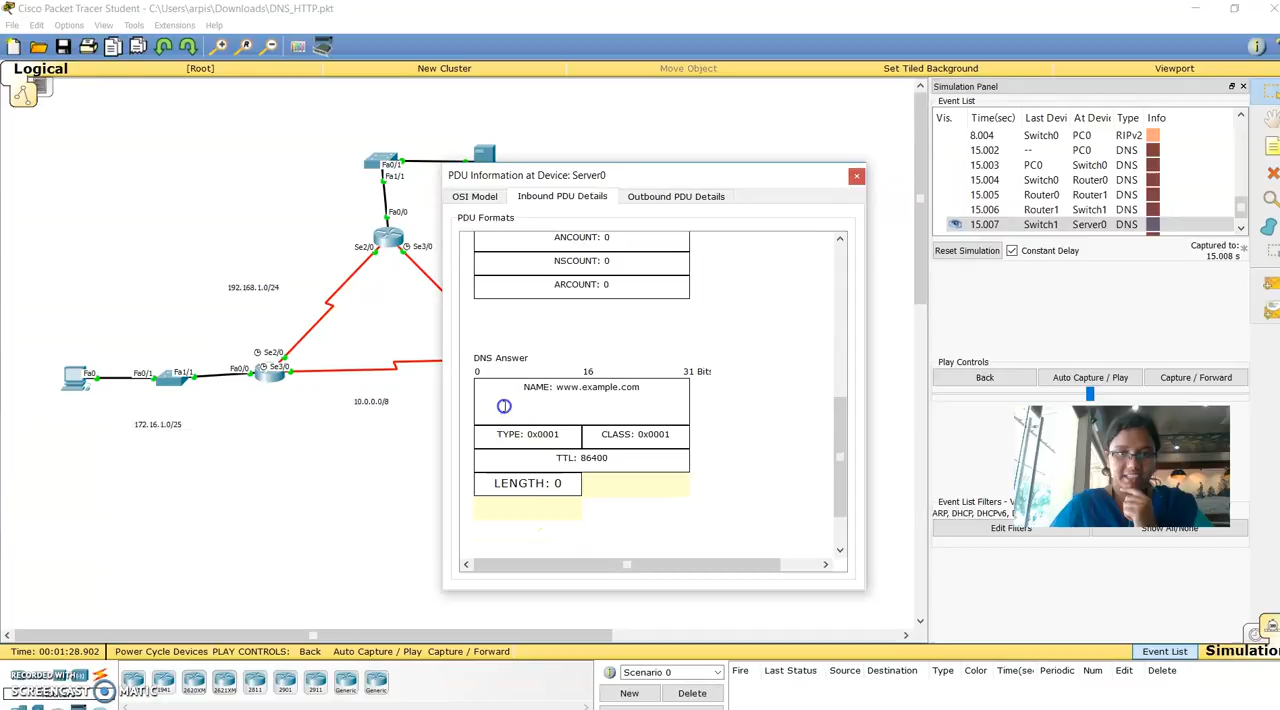 Cisco Packet Tracer Student - C:\Users\arpis\Downloads\DNS_HTTP.pkt
File Edit Options View Tools Extensions Help
Logical [Root] New Cluster Move Object Set Tiled Background Viewport
Simulation Panel
Event List
Vis. Time(sec) Last Devi At Devic Type Info
8.004 Switch0 PC0 RIPv2
15.002 -- PC0 DNS
15.003 PC0 Switch0 DNS
15.004 Switch0 Router0 DNS
15.005 Router0 Router1 DNS
15.006 Router1 Switch1 DNS
15.007 Switch1 Server0 DNS
Reset Simulation Constant Delay Captured to: 15.008 s
Play Controls
Back Auto Capture / Play Capture / Forward
Event List Filters - V
ARP, DHCP, DHCPv6, D
Edit Filters Show All/None
Fa0/1
Fa1/1
Fa0/0
Se2/0 Se3/0
192.168.1.0/24
Se2/0
Fa0 Fa0/1 Fa1/1 Fa0/0 Se3/0
10.0.0.0/8
172.16.1.0/25
PDU Information at Device: Server0
OSI Model Inbound PDU Details Outbound PDU Details
PDU Formats
ANCOUNT: 0
NSCOUNT: 0
ARCOUNT: 0
DNS Answer
0 16 31 Bits
NAME: www.example.com
TYPE: 0x0001 CLASS: 0x0001
TTL: 86400
LENGTH: 0
Time: 00:01:28.902 Power Cycle Devices PLAY CONTROLS: Back Auto Capture / Play Capture / Forward Event List Simulatio
RECORDED WITH
SCREENCAST MATIC
1941 2620XM 2621XM 2811 2901 2911 Generic Generic
Scenario 0
New Delete
Fire Last Status Source Destination Type Color Time(sec Periodic Num Edit Delete